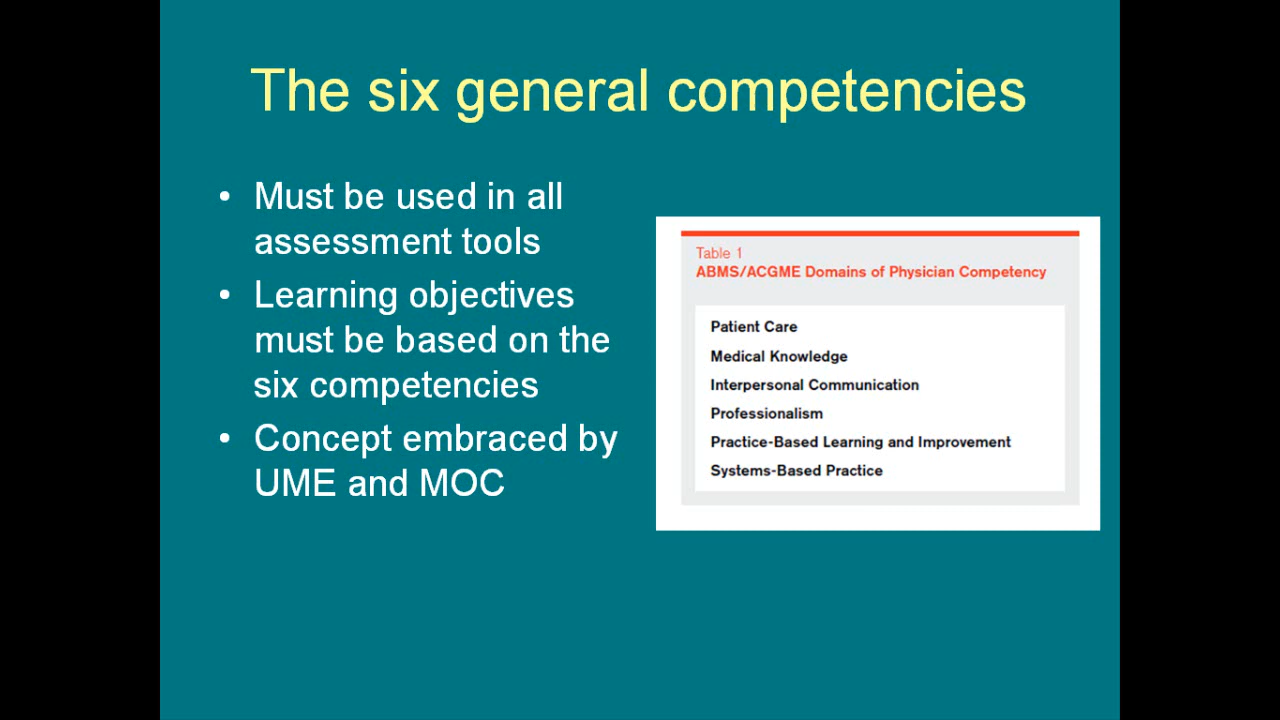 The six general competencies
• Must be used in all
assessment tools
• Learning objectives
must be based on the
six competencies
• Concept embraced by
UME and MOC
Table 1
ABMS/ACGME Domains of Physician Competency
Patient Care
Medical Knowledge
Interpersonal Communication
Professionalism
Practice-Based Learning and Improvement
Systems-Based Practice